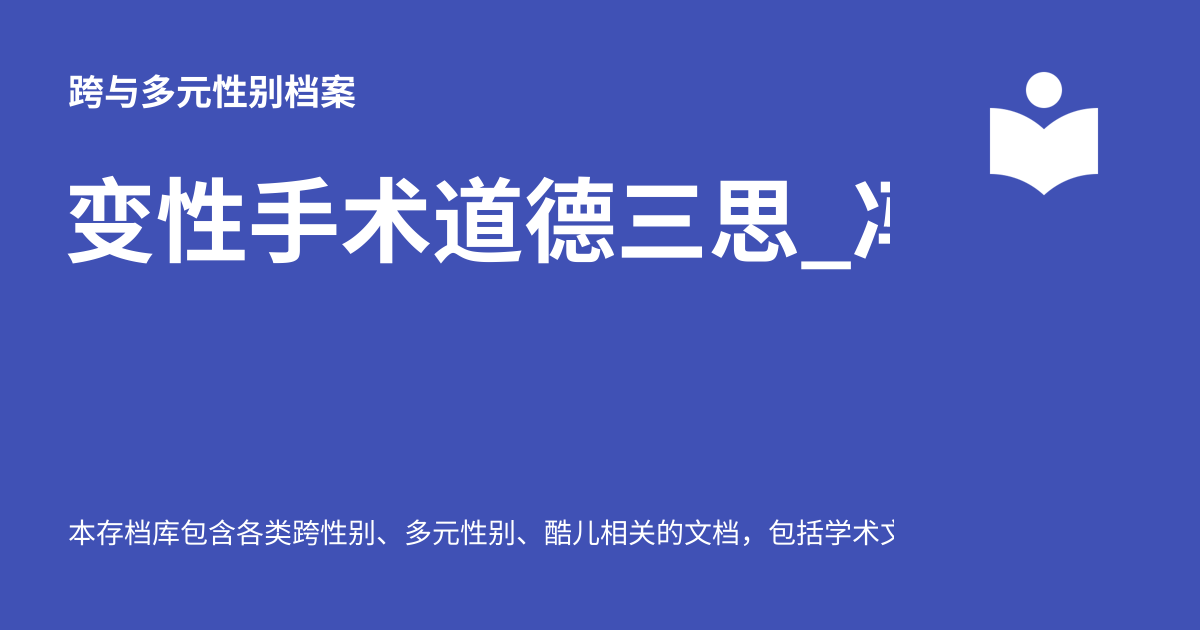 跨与多元性别档案
变性手术道德三思_
本存档库包含各类跨性别、多元性别、酷儿相关的文档，包括学术